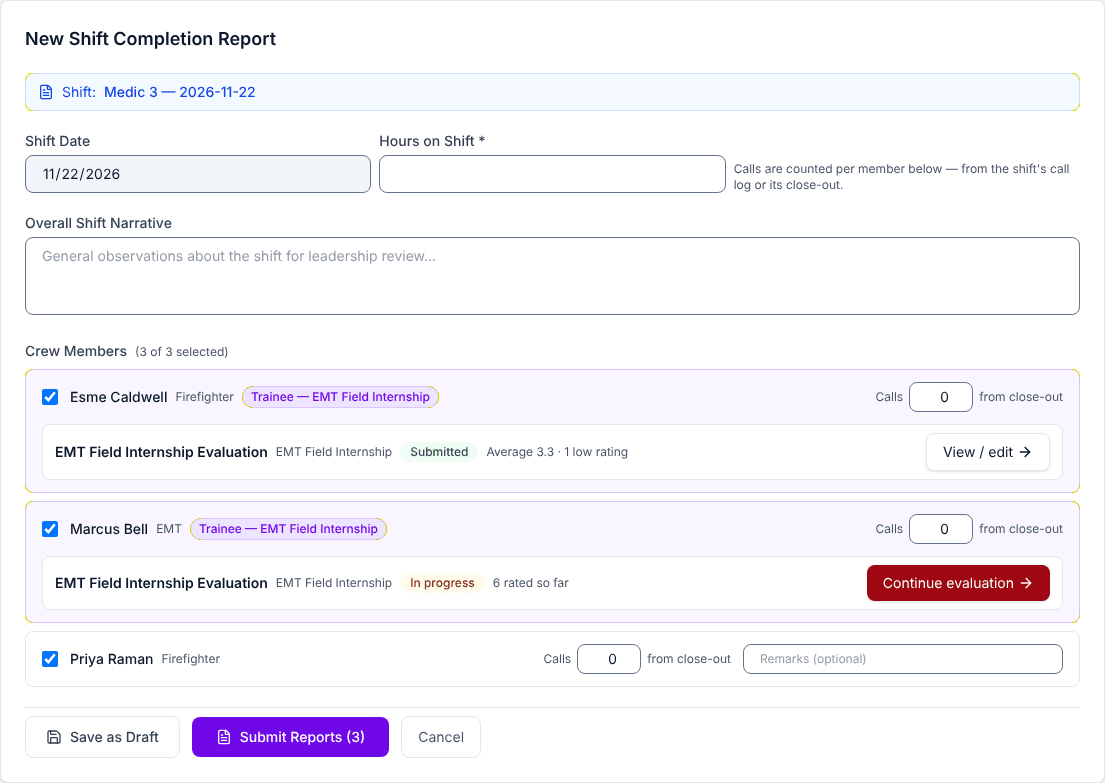 New Shift Completion Report
Shift: Medic 3 — 2026-11-22
Shift Date
Hours on Shift *
11/22/2026
Calls are counted per member below — from the shift's call
log or its close-out.
Overall Shift Narrative
General observations about the shift for leadership review...
Crew Members (3 of 3 selected)
Esme Caldwell Firefighter Trainee — EMT Field Internship Calls 0 from close-out
EMT Field Internship Evaluation EMT Field Internship Submitted Average 3.3 · 1 low rating View / edit →
Marcus Bell EMT Trainee — EMT Field Internship Calls 0 from close-out
EMT Field Internship Evaluation EMT Field Internship In progress 6 rated so far Continue evaluation →
Priya Raman Firefighter Calls 0 from close-out Remarks (optional)
Save as Draft Submit Reports (3) Cancel